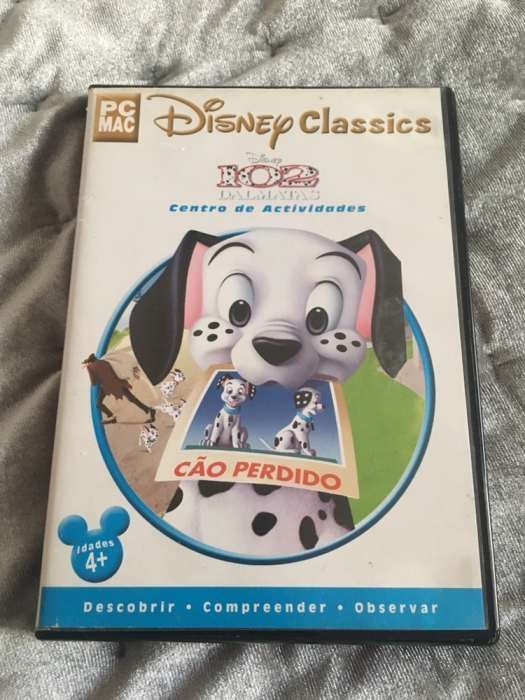 PC
MAC
Disney Classics
Disney
102
DALMATAS
Centro de Actividades
CÃO PERDIDO
Idades
4+
Descobrir • Compreender • Observar